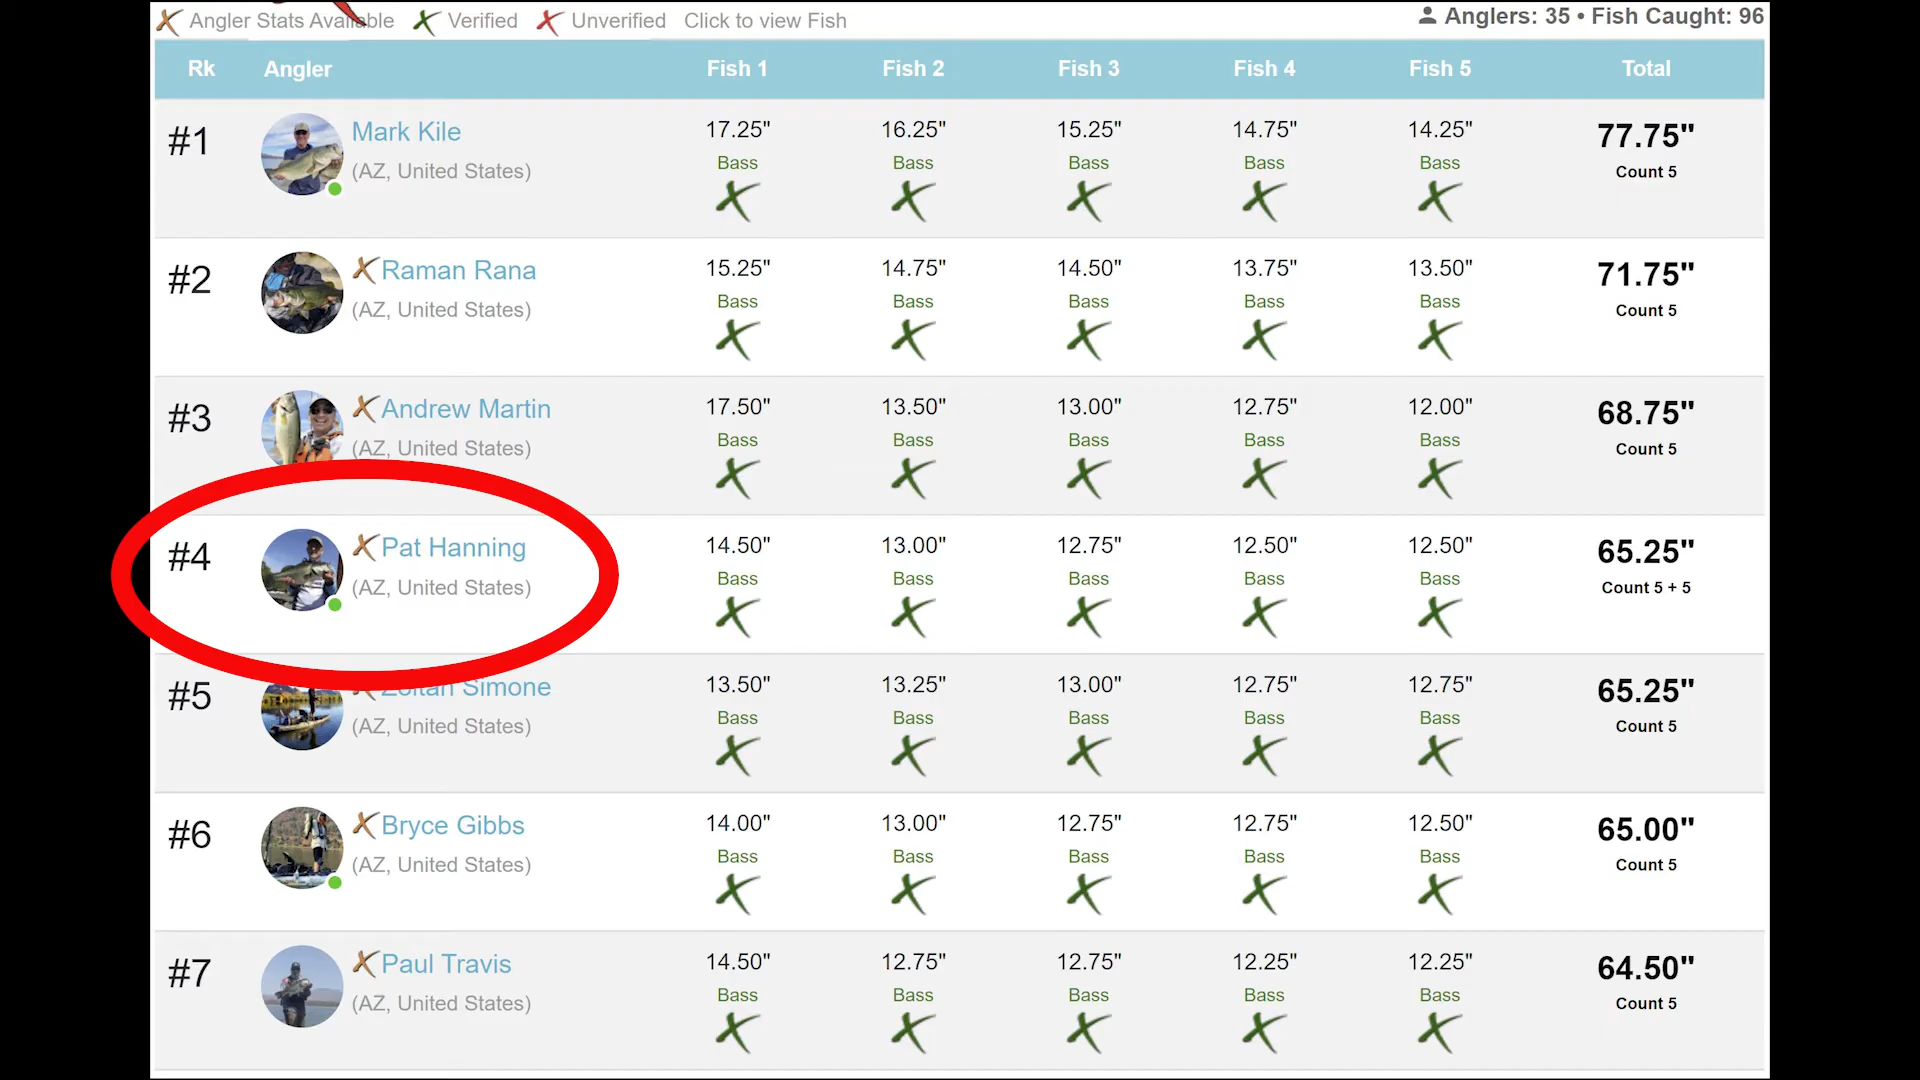 Angler Stats Available Verified Unverified Click to view Fish Anglers: 35 • Fish Caught: 96
Rk Angler Fish 1 Fish 2 Fish 3 Fish 4 Fish 5 Total
#1 Mark Kile 17.25" 16.25" 15.25" 14.75" 14.25" 77.75"
(AZ, United States) Bass Bass Bass Bass Bass Count 5
#2 Raman Rana 15.25" 14.75" 14.50" 13.75" 13.50" 71.75"
(AZ, United States) Bass Bass Bass Bass Bass Count 5
#3 Andrew Martin 17.50" 13.50" 13.00" 12.75" 12.00" 68.75"
(AZ, United States) Bass Bass Bass Bass Bass Count 5
#4 Pat Hanning 14.50" 13.00" 12.75" 12.50" 12.50" 65.25"
(AZ, United States) Bass Bass Bass Bass Bass Count 5 + 5
#5 Zoltan Simone 13.50" 13.25" 13.00" 12.75" 12.75" 65.25"
(AZ, United States) Bass Bass Bass Bass Bass Count 5
#6 Bryce Gibbs 14.00" 13.00" 12.75" 12.75" 12.50" 65.00"
(AZ, United States) Bass Bass Bass Bass Bass Count 5
#7 Paul Travis 14.50" 12.75" 12.75" 12.25" 12.25" 64.50"
(AZ, United States) Bass Bass Bass Bass Bass Count 5